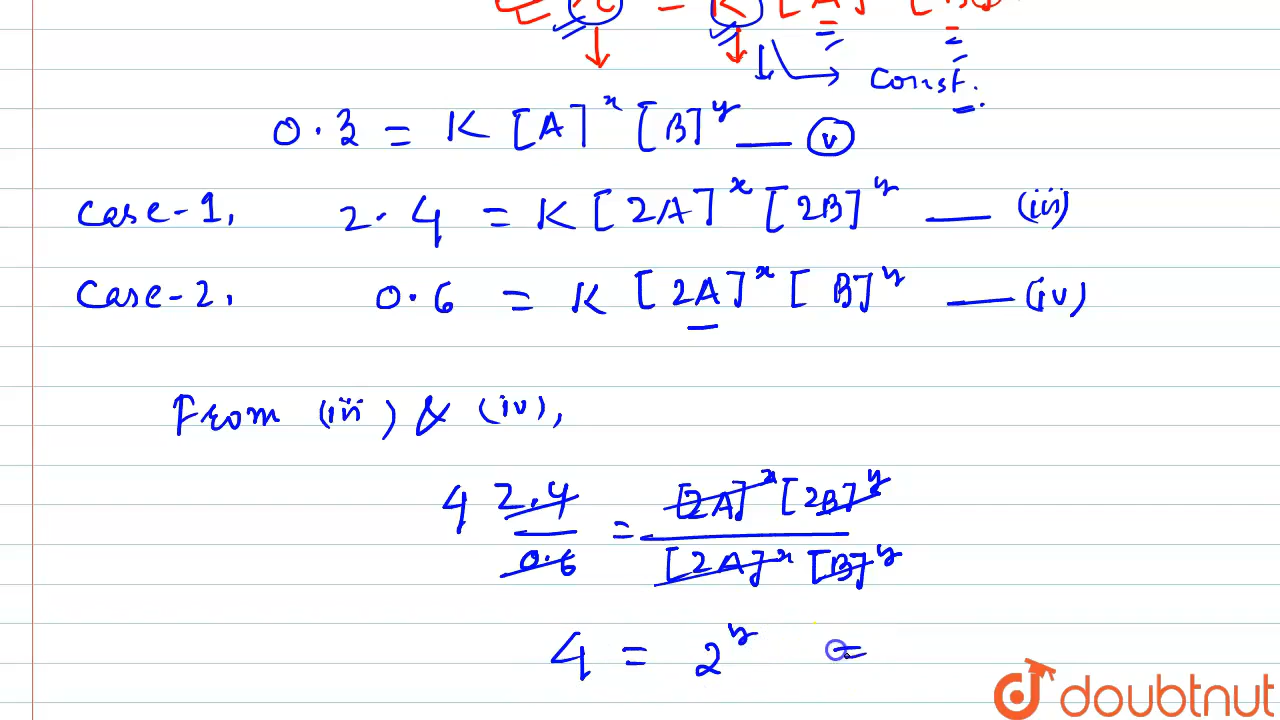 = K [A] [B]
Const.
0.3 = K [A]^x [B]^y — (v)
Case-1, 2.4 = K [2A]^x [2B]^y — (iii)
Case-2, 0.6 = K [2A]^x [B]^y — (iv)
From (iii) & (iv),
4 2.4/0.6 = [2A]^x [2B]^y / [2A]^x [B]^y
4 = 2^y =
doubtnut